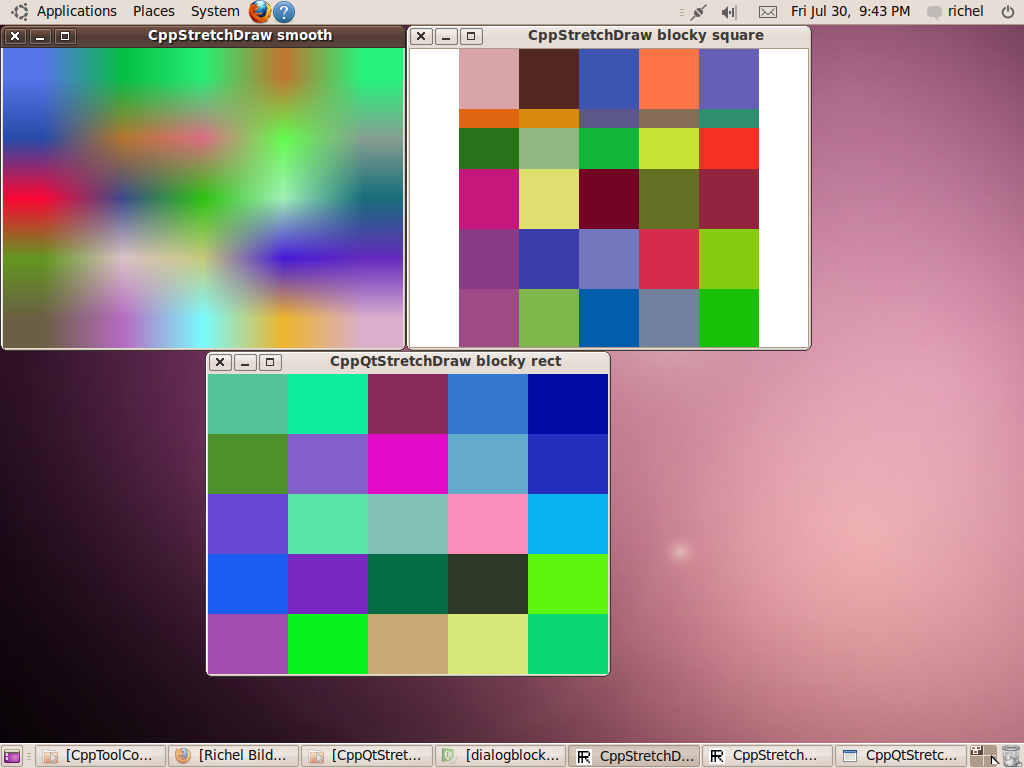 Applications Places System ? Fri Jul 30, 9:43 PM richel
CppStretchDraw smooth
CppStretchDraw blocky square
CppQtStretchDraw blocky rect
[CppToolCo... [Richel Bild... [CppQtStret... [dialogblock... CppStretchD... CppStretch... CppQtStretc...